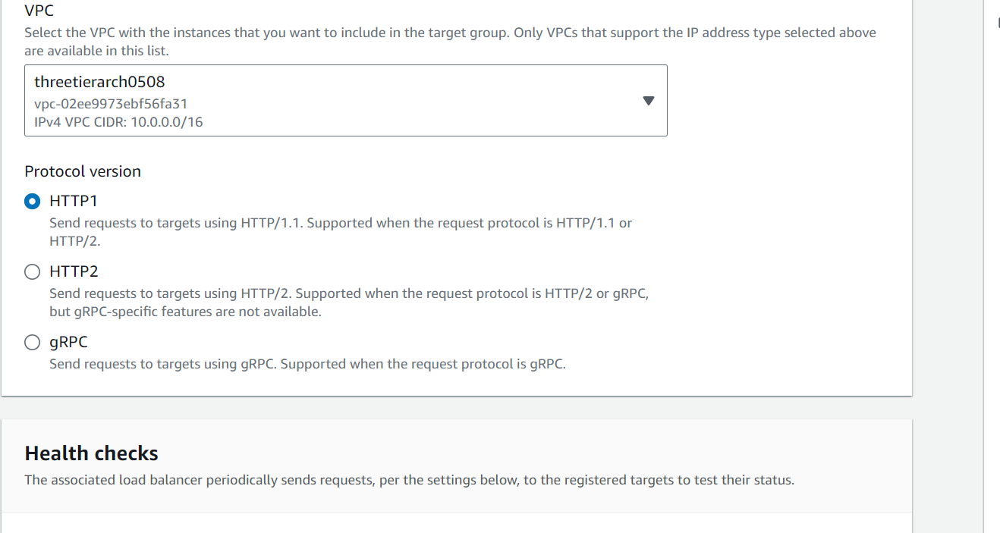 VPC
Select the VPC with the instances that you want to include in the target group. Only VPCs that support the IP address type selected above
are available in this list.
threetierarch0508
vpc-02ee9973ebf56fa31
IPv4 VPC CIDR: 10.0.0.0/16
Protocol version
HTTP1
Send requests to targets using HTTP/1.1. Supported when the request protocol is HTTP/1.1 or
HTTP/2.
HTTP2
Send requests to targets using HTTP/2. Supported when the request protocol is HTTP/2 or gRPC,
but gRPC-specific features are not available.
gRPC
Send requests to targets using gRPC. Supported when the request protocol is gRPC.
Health checks
The associated load balancer periodically sends requests, per the settings below, to the registered targets to test their status.